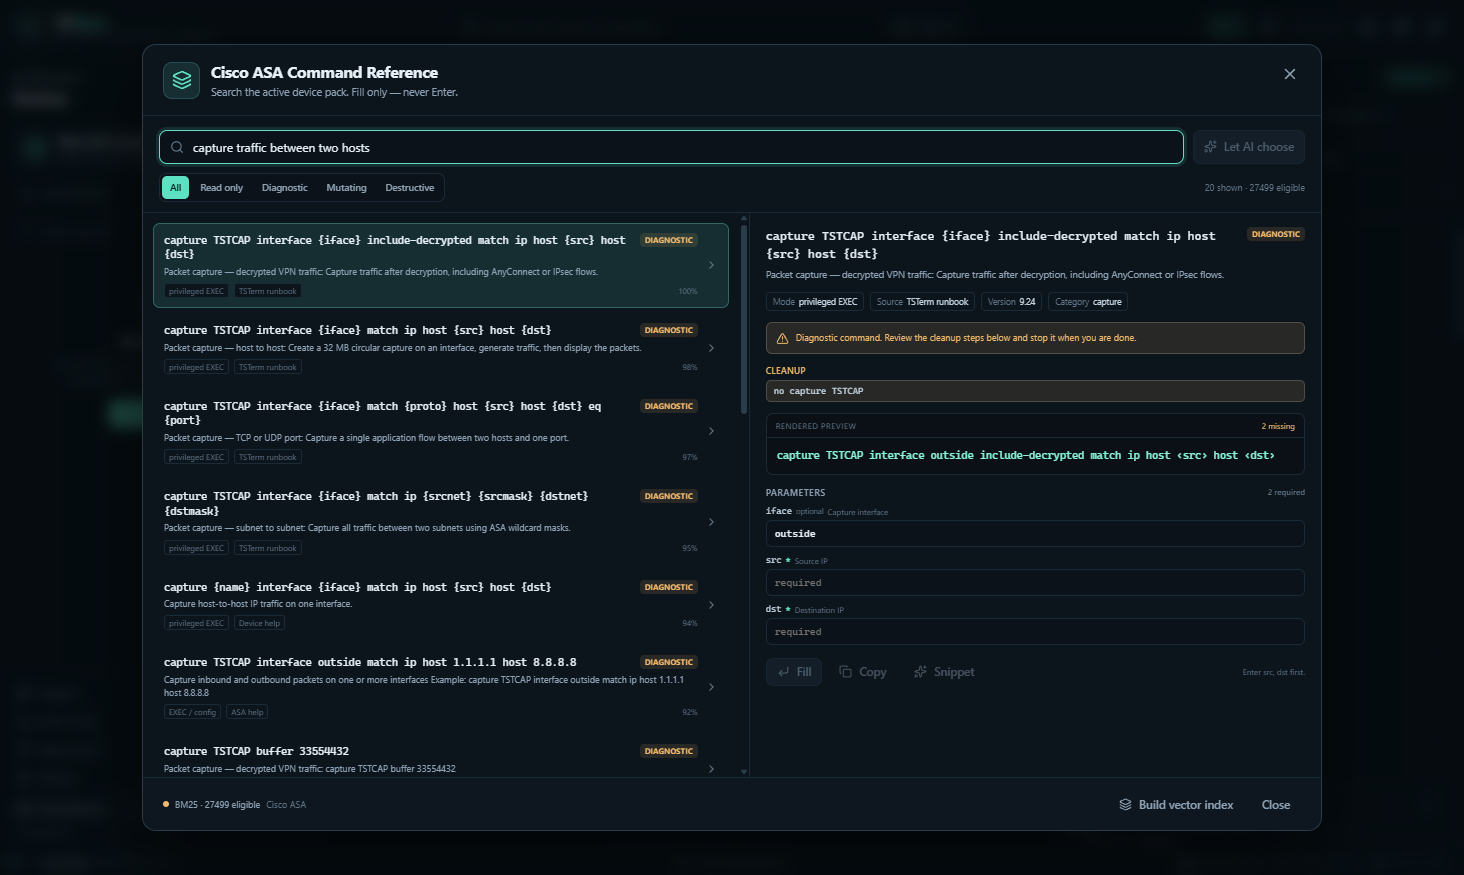 Cisco ASA Command Reference
Search the active device pack. Fill only — never Enter.
capture traffic between two hosts
Let AI choose
All Read only Diagnostic Mutating Destructive
20 shown · 27499 eligible
capture TSTCAP interface {iface} include-decrypted match ip host {src} host
{dst}
DIAGNOSTIC
Packet capture — decrypted VPN traffic: Capture traffic after decryption, including AnyConnect or IPsec flows.
privileged EXEC TSTerm runbook 100%
capture TSTCAP interface {iface} match ip host {src} host {dst}
DIAGNOSTIC
Packet capture — host to host: Create a 32 MB circular capture on an interface, generate traffic, then display the packets.
privileged EXEC TSTerm runbook 98%
capture TSTCAP interface {iface} match {proto} host {src} host {dst} eq
{port}
DIAGNOSTIC
Packet capture — TCP or UDP port: Capture a single application flow between two hosts and one port.
privileged EXEC TSTerm runbook 97%
capture TSTCAP interface {iface} match ip {srcnet} {srcmask} {dstnet}
{dstmask}
DIAGNOSTIC
Packet capture — subnet to subnet: Capture all traffic between two subnets using ASA wildcard masks.
privileged EXEC TSTerm runbook 95%
capture {name} interface {iface} match ip host {src} host {dst}
DIAGNOSTIC
Capture host-to-host IP traffic on one interface.
privileged EXEC Device help 94%
capture TSTCAP interface outside match ip host 1.1.1.1 host 8.8.8.8
DIAGNOSTIC
Capture inbound and outbound packets on one or more interfaces Example: capture TSTCAP interface outside match ip host 1.1.1.1
host 8.8.8.8
EXEC / config ASA help 92%
capture TSTCAP buffer 33554432
DIAGNOSTIC
Packet capture — decrypted VPN traffic: capture TSTCAP buffer 33554432
capture TSTCAP interface {iface} include-decrypted match ip host
{src} host {dst}
DIAGNOSTIC
Packet capture — decrypted VPN traffic: Capture traffic after decryption, including AnyConnect or IPsec flows.
Mode privileged EXEC Source TSTerm runbook Version 9.24 Category capture
Diagnostic command. Review the cleanup steps below and stop it when you are done.
CLEANUP
no capture TSTCAP
RENDERED PREVIEW 2 missing
capture TSTCAP interface outside include-decrypted match ip host ‹src› host ‹dst›
PARAMETERS 2 required
iface optional Capture interface
outside
src * Source IP
required
dst * Destination IP
required
Fill Copy Snippet Enter src, dst first.
BM25 · 27499 eligible Cisco ASA
Build vector index Close